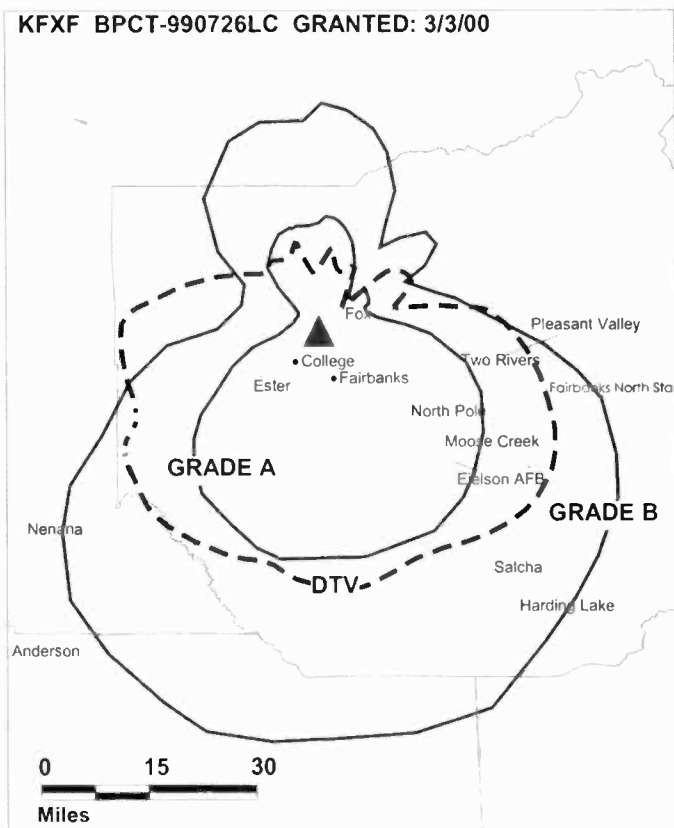 KFXF BPCT-990726LC GRANTED: 3/3/00
Fox
Pleasant Valley
College
Two Rivers
Ester
Fairbanks
Fairbanks North Star
North Pole
Moose Creek
GRADE A
Eielson AFB
GRADE B
Nenana
Salcha
DTV
Harding Lake
Anderson
0 15 30
Miles